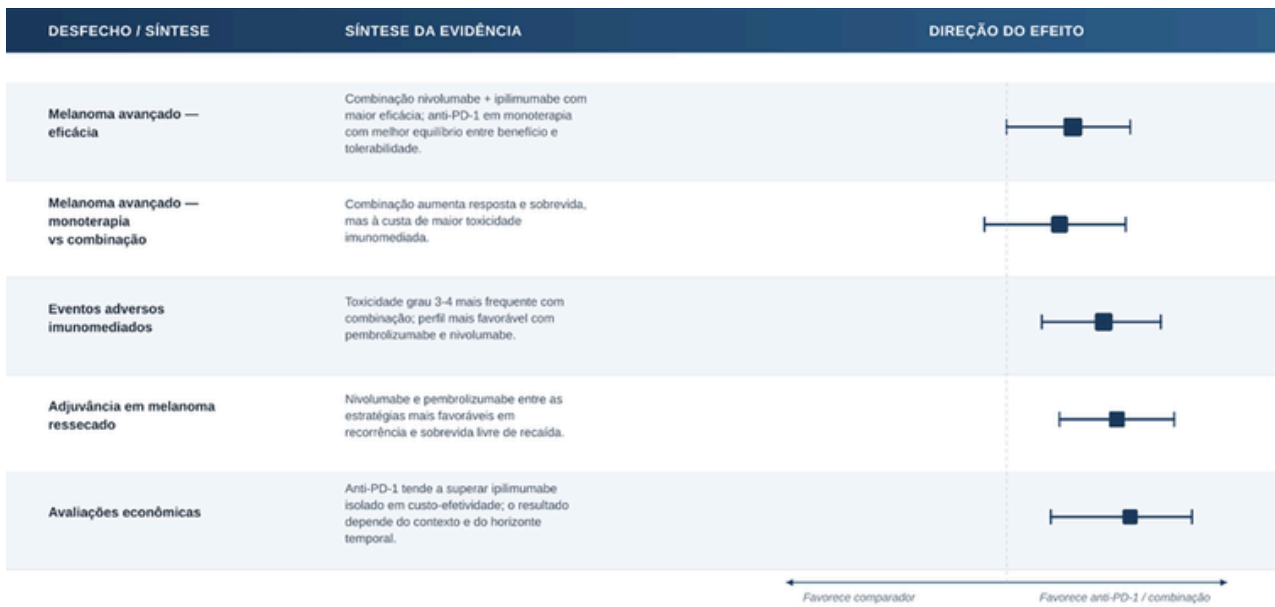 DESFECHO / SÍNTESE
SÍNTESE DA EVIDÊNCIA
DIREÇÃO DO EFEITO
Melanoma avançado —
eficácia
Combinação nivolumabe + ipilimumabe com
maior eficácia; anti-PD-1 em monoterapia
com melhor equilíbrio entre benefício e
tolerabilidade.
Melanoma avançado —
monoterapia
vs combinação
Combinação aumenta resposta e sobrevida,
mas à custa de maior toxicidade
imunomediada.
Eventos adversos
imunomediados
Toxicidade grau 3-4 mais frequente com
combinação; perfil mais favorável com
pembrolizumabe e nivolumabe.
Adjuvância em melanoma
ressecado
Nivolumabe e pembrolizumabe entre as
estratégias mais favoráveis em
recorrência e sobrevida livre de recaída.
Avaliações econômicas
Anti-PD-1 tende a superar ipilimumabe
isolado em custo-efetividade; o resultado
depende do contexto e do horizonte
temporal.
Favorece comparador
Favorece anti-PD-1 / combinação